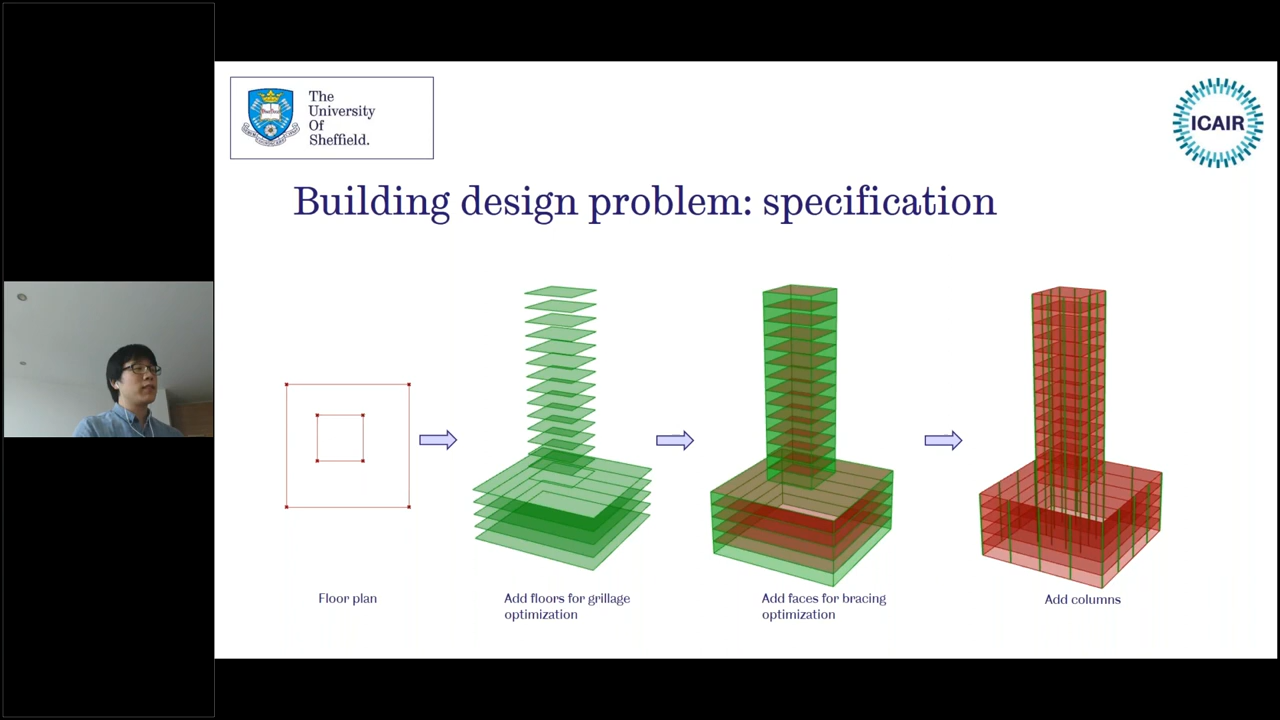 The
University
Of
Sheffield.
ICAIR
Building design problem: specification
Floor plan
Add floors for grillage
optimization
Add faces for bracing
optimization
Add columns